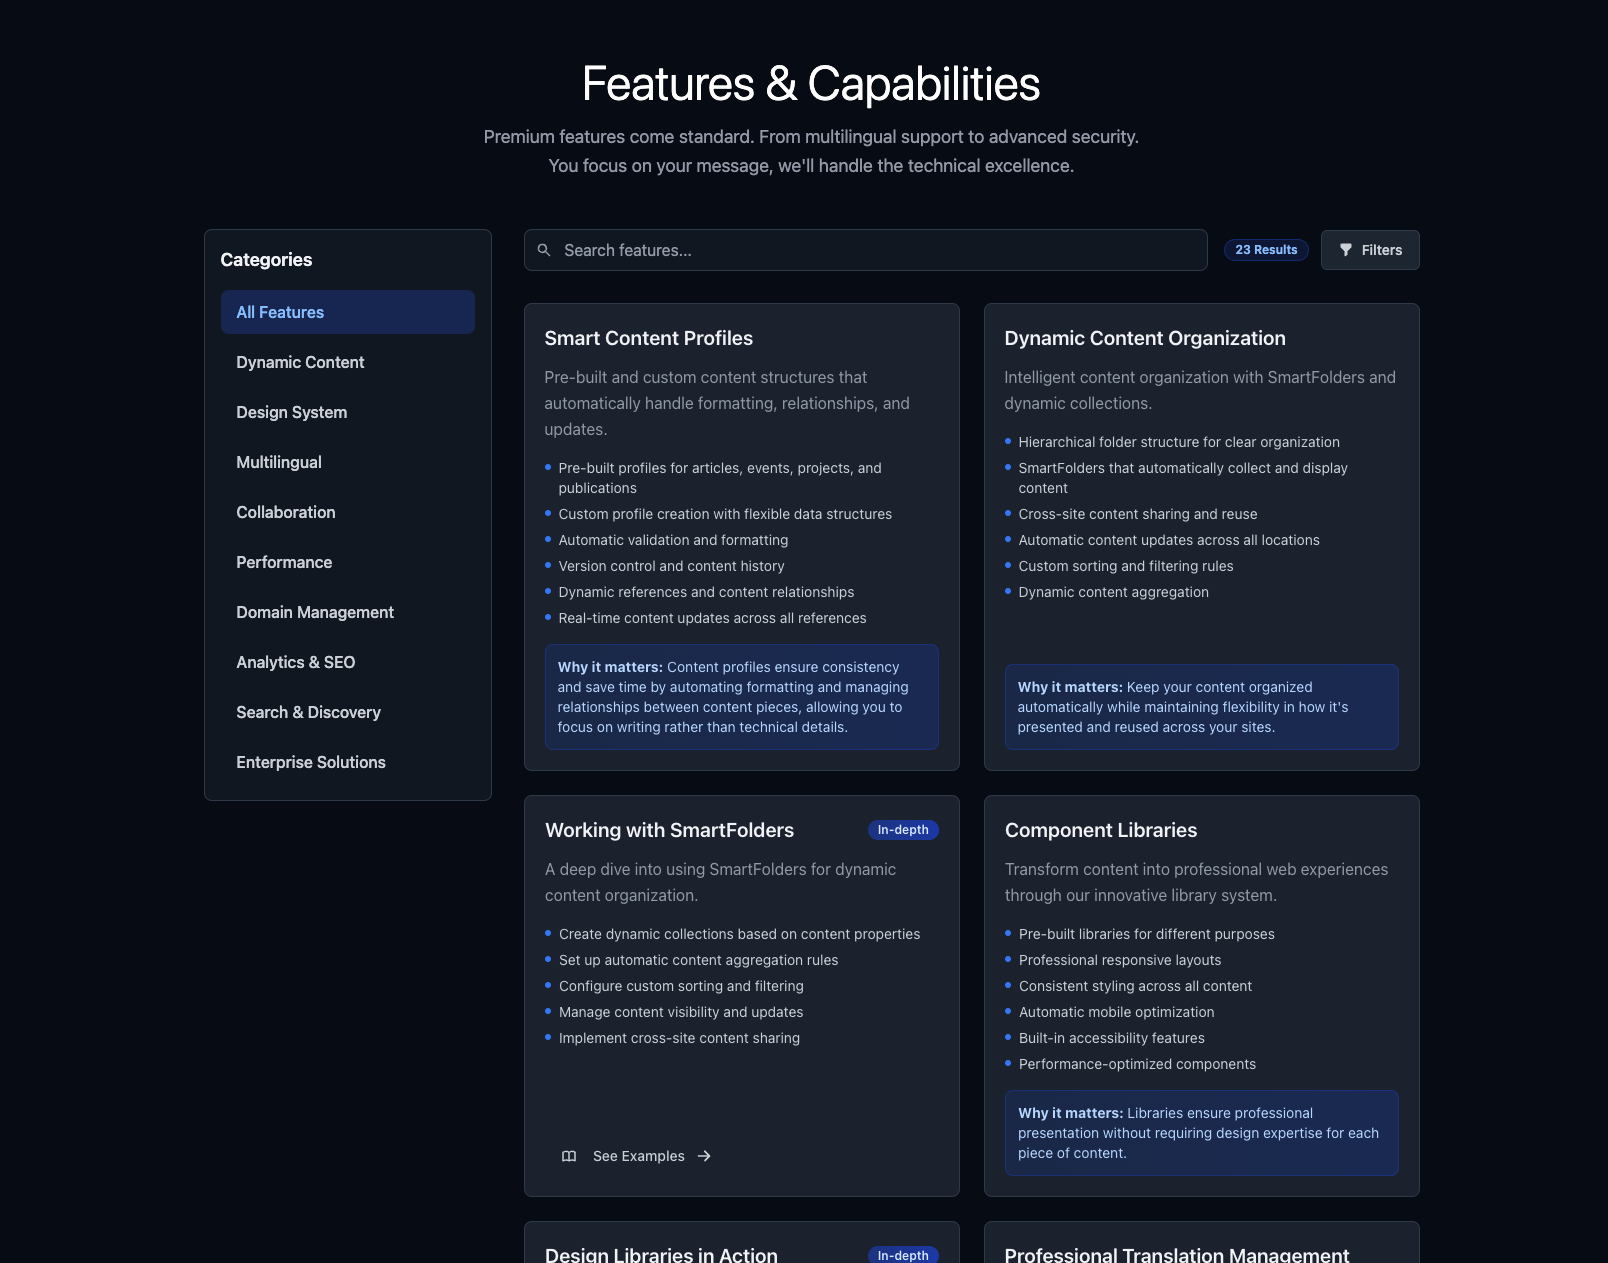 Features & Capabilities
Premium features come standard. From multilingual support to advanced security.
You focus on your message, we'll handle the technical excellence.
Categories
All Features
Dynamic Content
Design System
Multilingual
Collaboration
Performance
Domain Management
Analytics & SEO
Search & Discovery
Enterprise Solutions
Search features...
23 Results
Filters
Smart Content Profiles
Pre-built and custom content structures that
automatically handle formatting, relationships, and
updates.
Pre-built profiles for articles, events, projects, and
publications
Custom profile creation with flexible data structures
Automatic validation and formatting
Version control and content history
Dynamic references and content relationships
Real-time content updates across all references
Why it matters: Content profiles ensure consistency
and save time by automating formatting and managing
relationships between content pieces, allowing you to
focus on writing rather than technical details.
Dynamic Content Organization
Intelligent content organization with SmartFolders and
dynamic collections.
Hierarchical folder structure for clear organization
SmartFolders that automatically collect and display
content
Cross-site content sharing and reuse
Automatic content updates across all locations
Custom sorting and filtering rules
Dynamic content aggregation
Why it matters: Keep your content organized
automatically while maintaining flexibility in how it's
presented and reused across your sites.
Working with SmartFolders
In-depth
A deep dive into using SmartFolders for dynamic
content organization.
Create dynamic collections based on content properties
Set up automatic content aggregation rules
Configure custom sorting and filtering
Manage content visibility and updates
Implement cross-site content sharing
See Examples
Component Libraries
Transform content into professional web experiences
through our innovative library system.
Pre-built libraries for different purposes
Professional responsive layouts
Consistent styling across all content
Automatic mobile optimization
Built-in accessibility features
Performance-optimized components
Why it matters: Libraries ensure professional
presentation without requiring design expertise for each
piece of content.
Design Libraries in Action
In-depth
Professional Translation Management